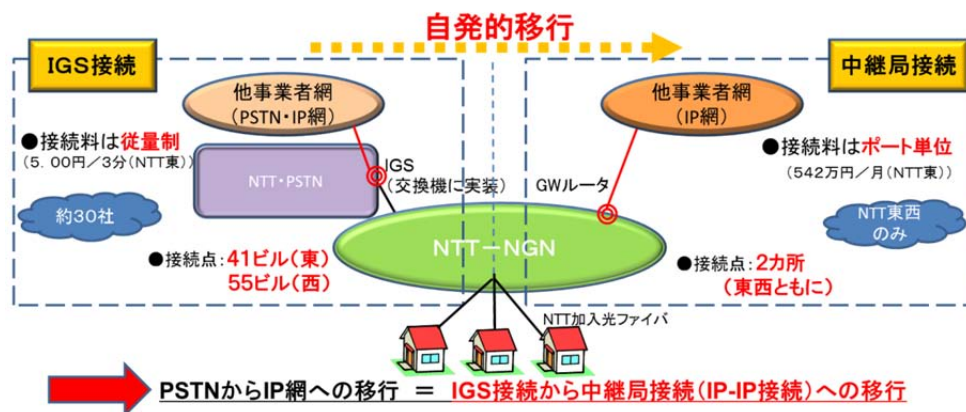 自発的移行
IGS接続
他事業者網
(PSTN・IP網)
●接続料は従量制
(5.00円/3分(NTT東))
NTT・PSTN
IGS
(交換機に実装)
約30社
●接続点:41ビル(東)
55ビル(西)
中継局接続
他事業者網
(IP網)
●接続料はポート単位
(542万円/月(NTT東))
GWルータ
NTT東西
のみ
●接続点:2カ所
(東西ともに)
NTT-NGN
NTT加入光ファイバ
PSTNからIP網への移行 = IGS接続から中継局接続(IP-IP接続)への移行